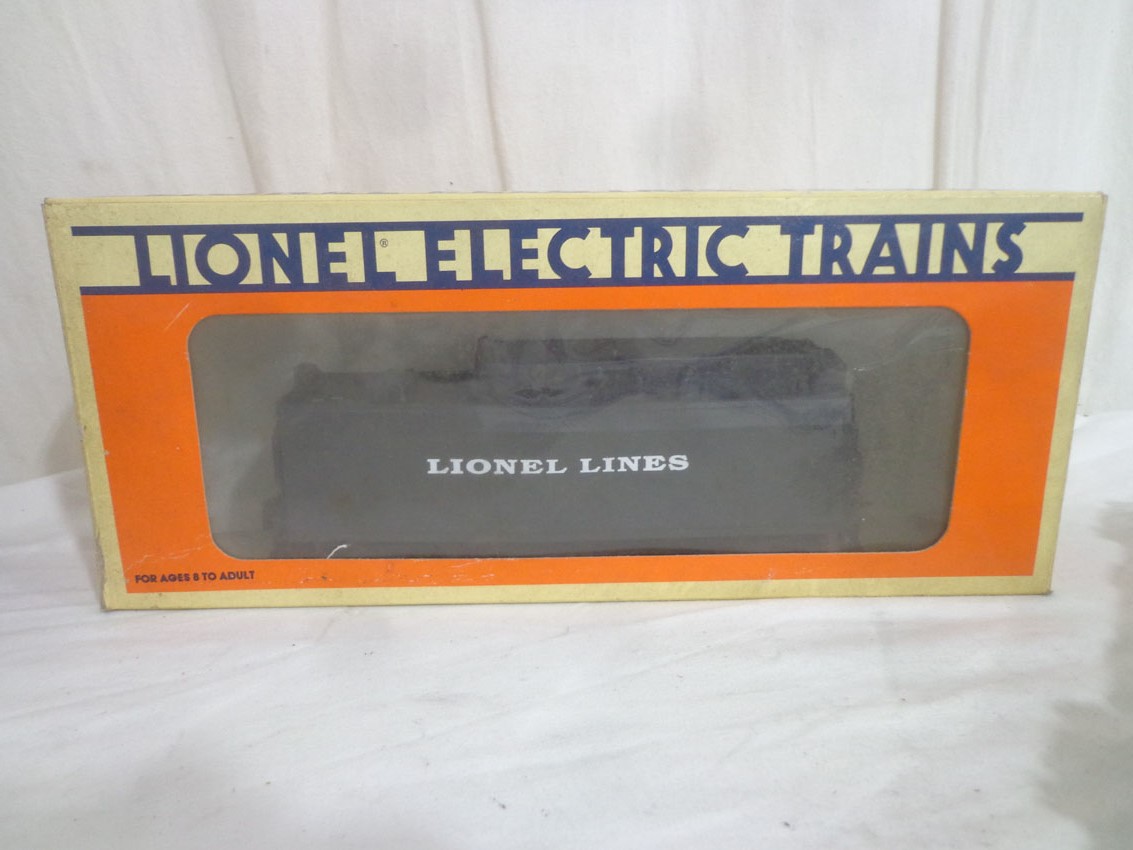 LIONEL® ELECTRIC TRAINS
LIONEL LINES
FOR AGES 8 TO ADULT